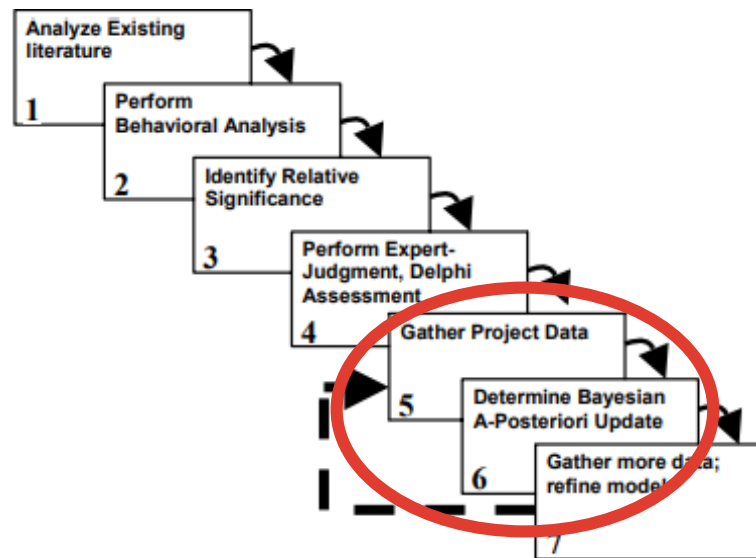 Analyze Existing
literature
1
Perform
Behavioral Analysis
2
Identify Relative
Significance
3
Perform Expert-
Judgment, Delphi
Assessment
4
Gather Project Data
5
Determine Bayesian
A-Posteriori Update
6
Gather more data;
refine model
7